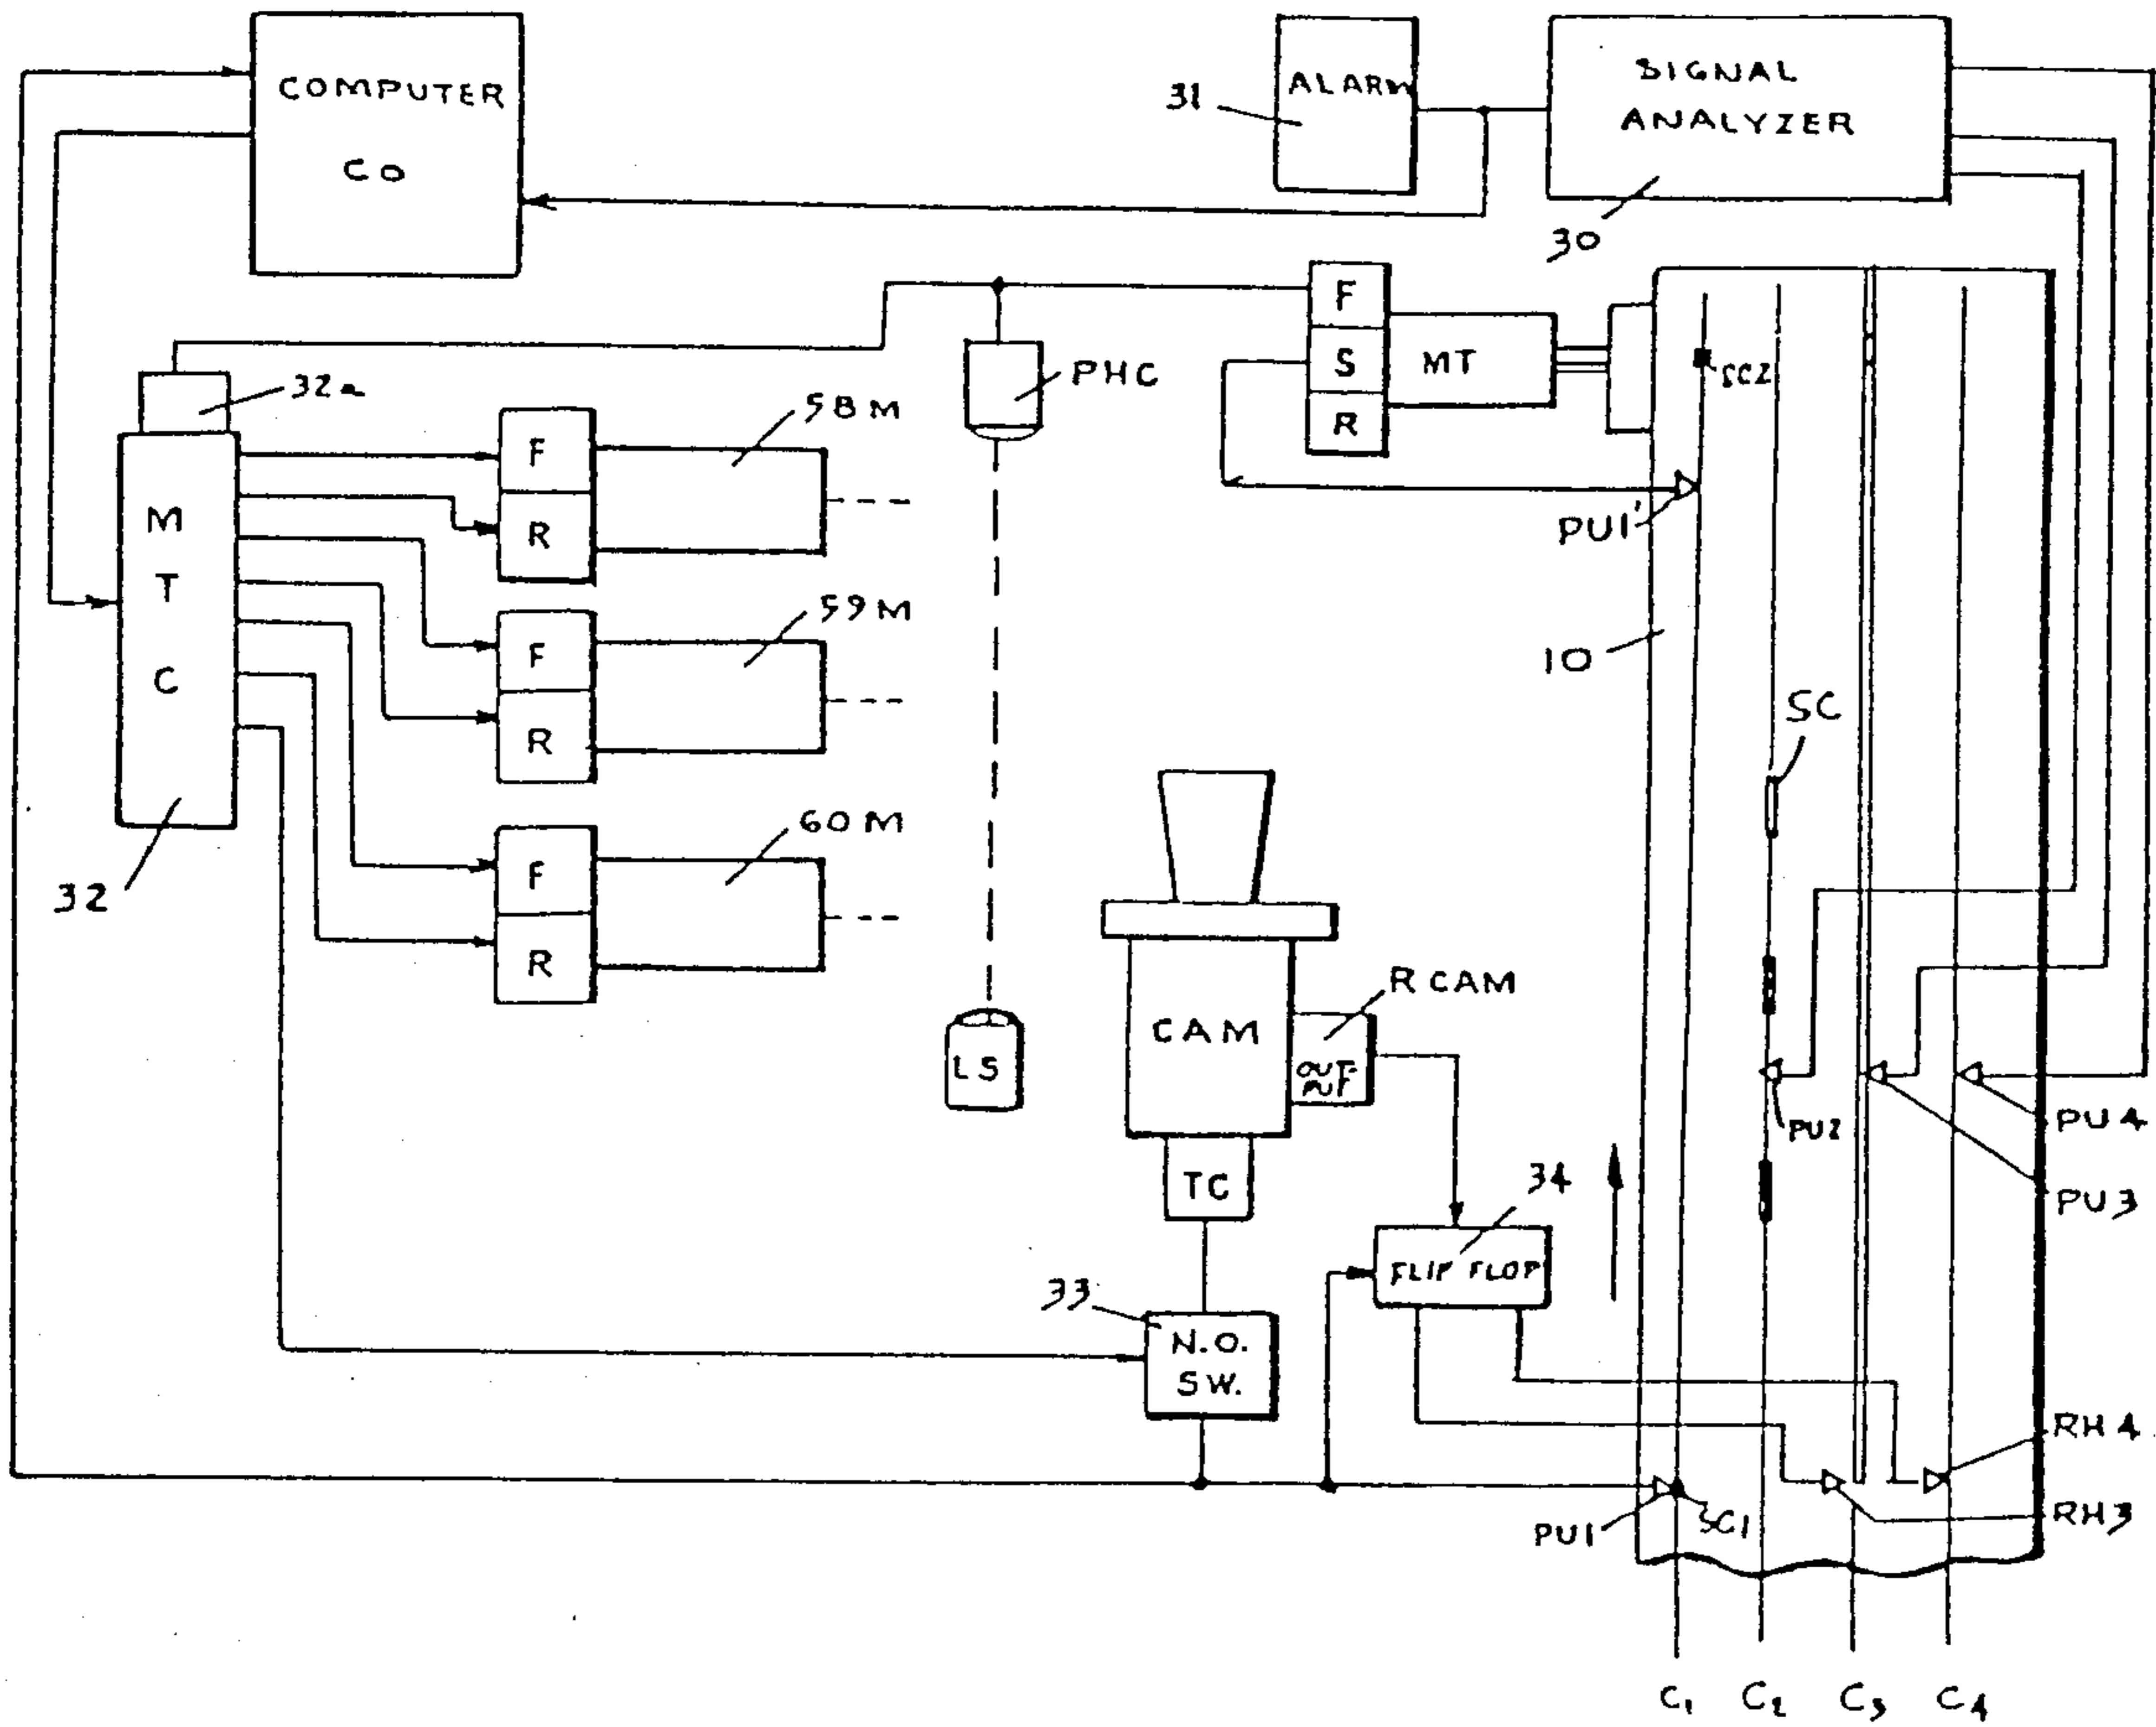 COMPUTER
CO
ALARM
31
SIGNAL
ANALYZER
30
F
S
R
MT
SC2
PHC
32a
M
T
C
32
58M
F
R
59M
F
R
60M
F
R
PU1'
10
SC
LS
CAM
R CAM
OUT-
PUT
TC
PU2
PU4
PU3
34
FLIP FLOP
33
N.O.
SW.
RH4
RH3
PU1
SC1
C1
C2
C3
C4